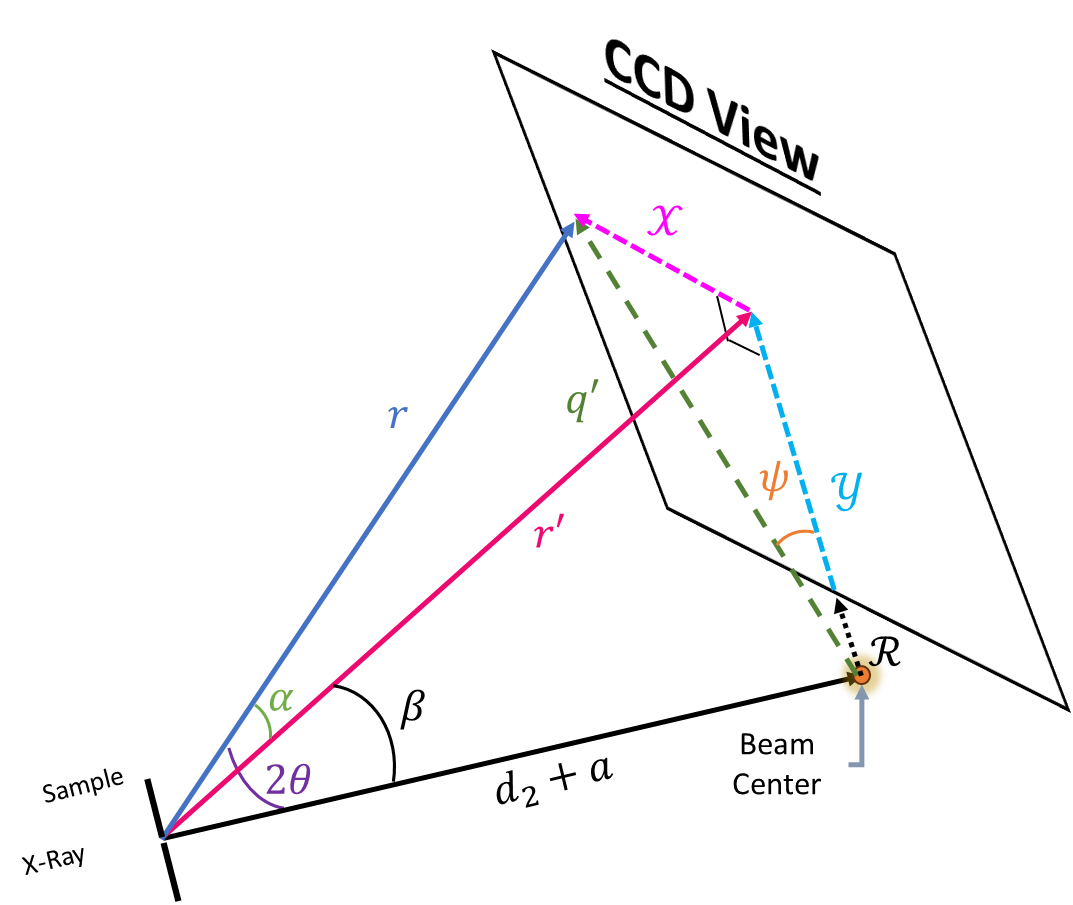 CCD View
𝒳
r
q′
ψ
𝒴
r′
ℛ
α
β
2θ
d₂ + a
Beam
Center
Sample
X-Ray